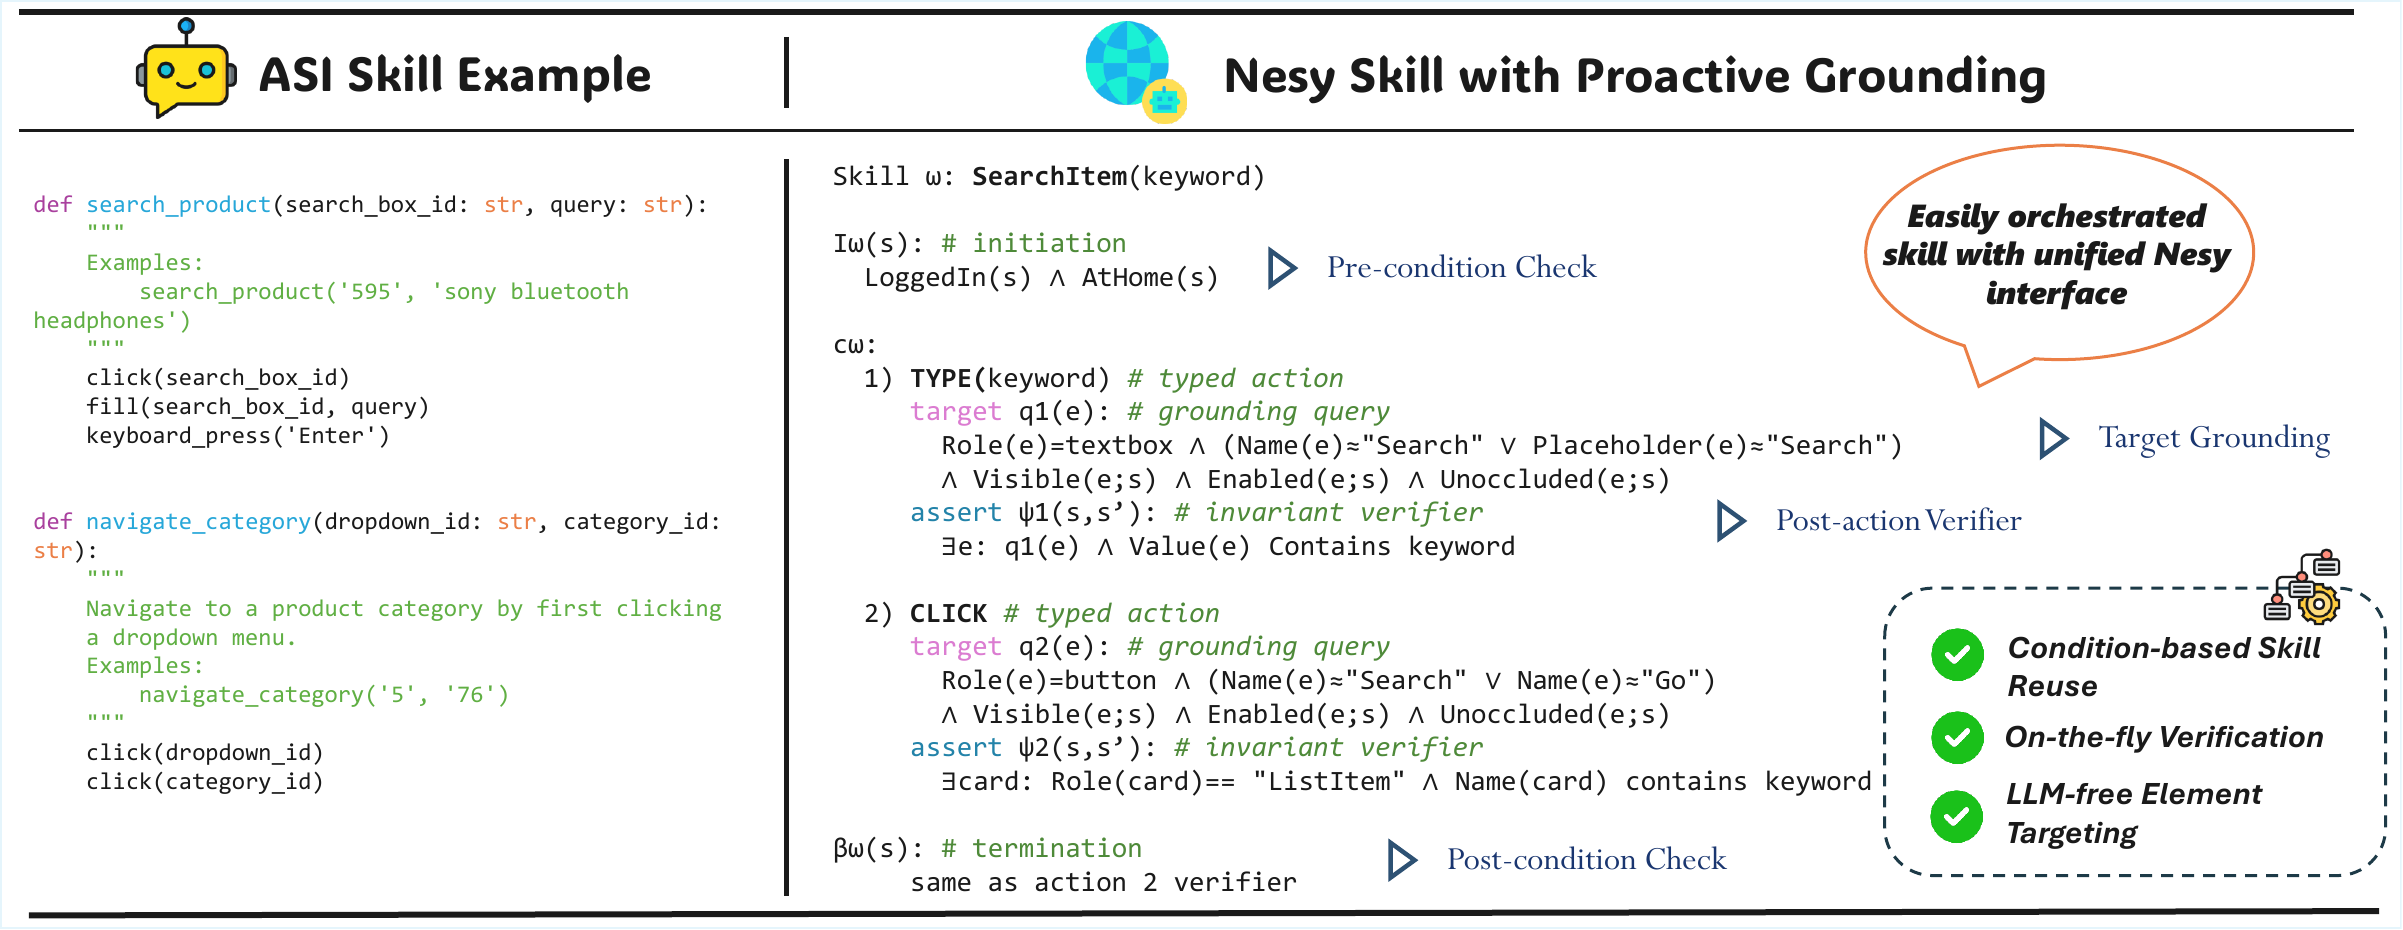 ASI Skill Example
Nesy Skill with Proactive Grounding
def search_product(search_box_id: str, query: str):
    """
    Examples:
        search_product('595', 'sony bluetooth
headphones')
    """
    click(search_box_id)
    fill(search_box_id, query)
    keyboard_press('Enter')
def navigate_category(dropdown_id: str, category_id:
str):
    """
    Navigate to a product category by first clicking
    a dropdown menu.
    Examples:
        navigate_category('5', '76')
    """
    click(dropdown_id)
    click(category_id)
Skill ω: SearchItem(keyword)
Iω(s): # initiation
  LoggedIn(s) ∧ AtHome(s)
Pre-condition Check
cω:
  1) TYPE(keyword) # typed action
     target q1(e): # grounding query
       Role(e)=textbox ∧ (Name(e)≈"Search" ∨ Placeholder(e)≈"Search")
       ∧ Visible(e;s) ∧ Enabled(e;s) ∧ Unoccluded(e;s)
Target Grounding
     assert ψ1(s,s’): # invariant verifier
       ∃e: q1(e) ∧ Value(e) Contains keyword
Post-action Verifier
  2) CLICK # typed action
     target q2(e): # grounding query
       Role(e)=button ∧ (Name(e)≈"Search" ∨ Name(e)≈"Go")
       ∧ Visible(e;s) ∧ Enabled(e;s) ∧ Unoccluded(e;s)
     assert ψ2(s,s’): # invariant verifier
       ∃card: Role(card)== "ListItem" ∧ Name(card) contains keyword
βω(s): # termination
     same as action 2 verifier
Post-condition Check
Easily orchestrated
skill with unified Nesy
interface
Condition-based Skill
Reuse
On-the-fly Verification
LLM-free Element
Targeting